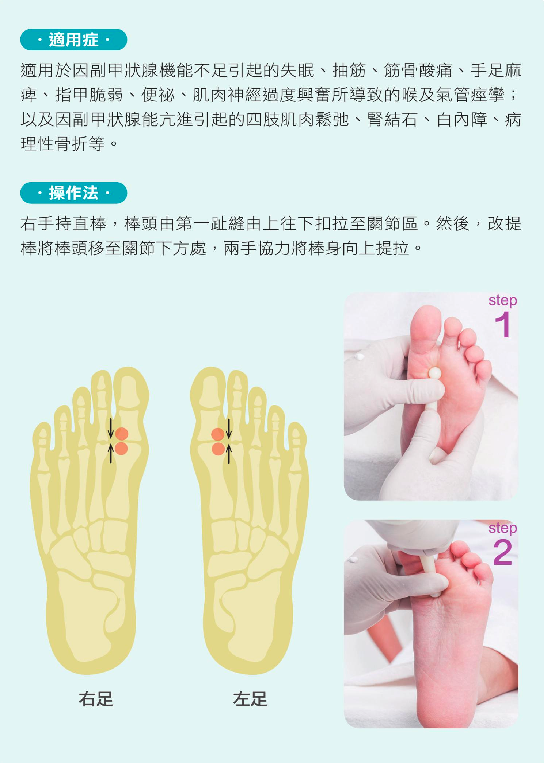 ·適用症·
適用於因副甲狀腺機能不足引起的失眠、抽筋、筋骨酸痛、手足麻
痺、指甲脆弱、便祕、肌肉神經過度興奮所導致的喉及氣管痙攣；
以及因副甲狀腺能亢進引起的四肢肌肉鬆弛、腎結石、白內障、病
理性骨折等。
·操作法·
右手持直棒，棒頭由第一趾縫由上往下扣拉至關節區。然後，改提
棒將棒頭移至關節下方處，兩手協力將棒身向上提拉。
step
1
step
2
右足
左足